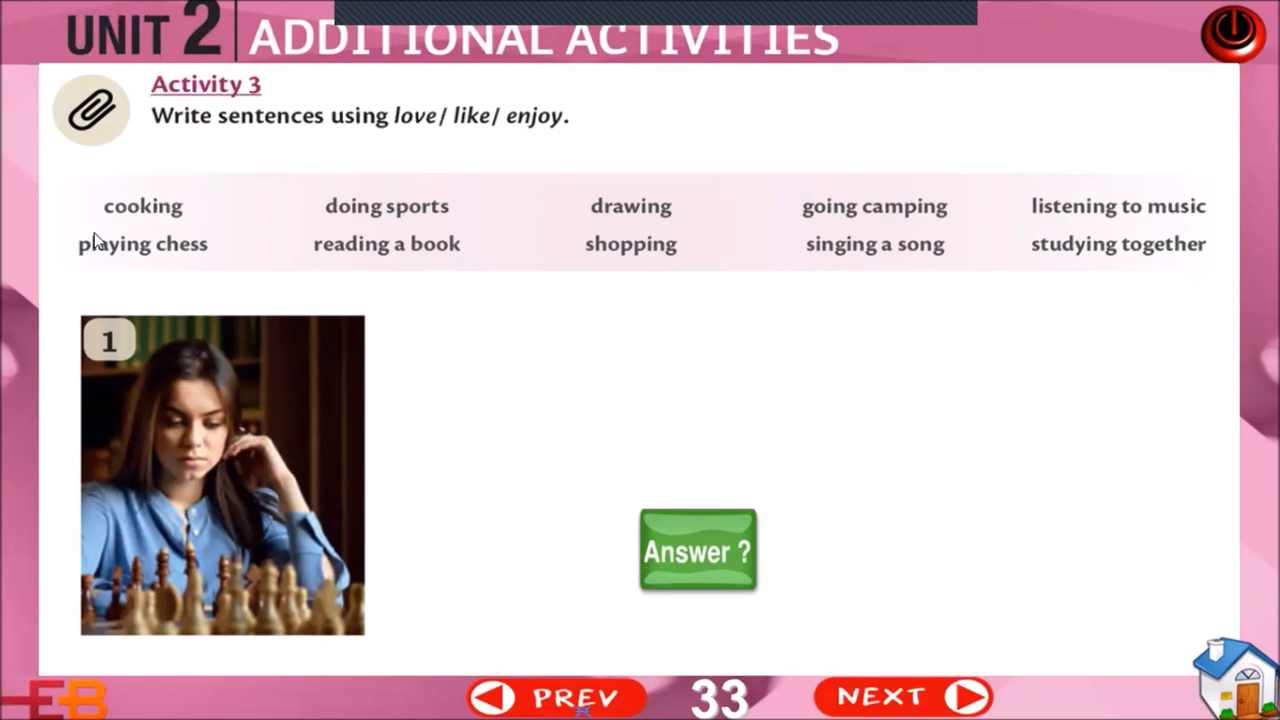 UNIT 2 ADDITIONAL ACTIVITIES
Activity 3
Write sentences using love/ like/ enjoy.
cooking doing sports drawing going camping listening to music
playing chess reading a book shopping singing a song studying together
1
Answer ?
EB PREV 33 NEXT